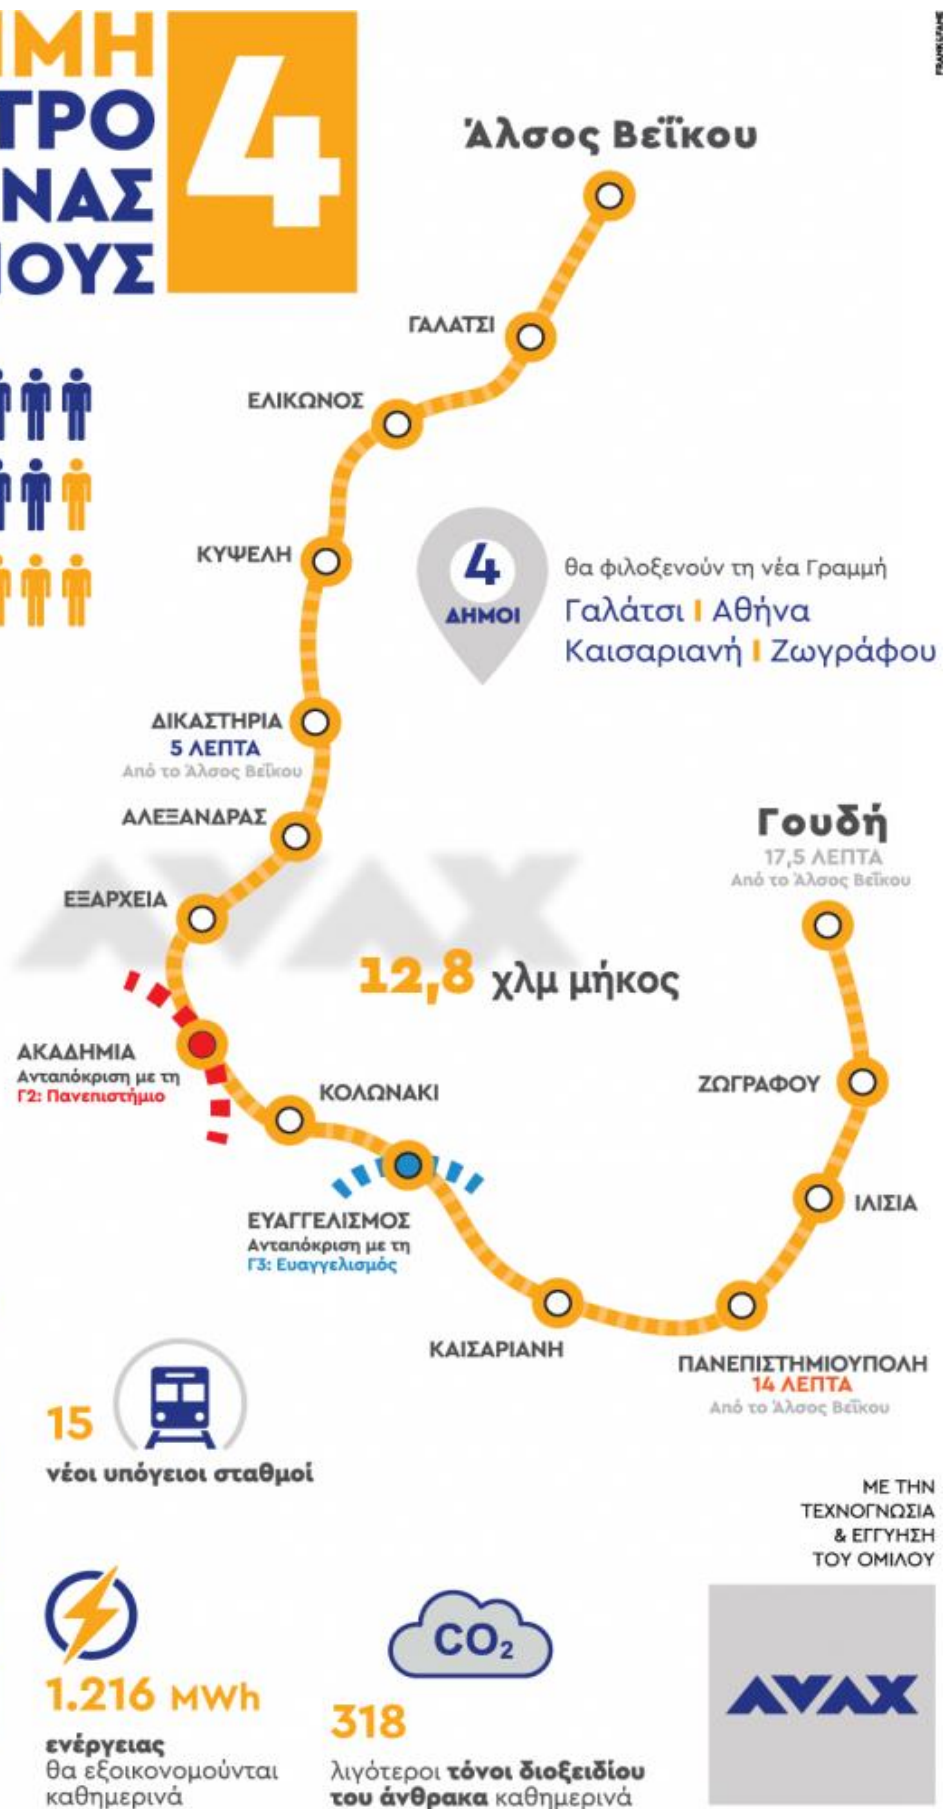 ΙΜΗ
ΤΡΟ
ΝΑΣ
ΟΥΣ
4
Άλσος Βεΐκου
ΓΑΛΑΤΣΙ
ΕΛΙΚΩΝΟΣ
ΚΥΨΕΛΗ
4
ΔΗΜΟΙ
θα φιλοξενούν τη νέα Γραμμή
Γαλάτσι | Αθήνα
Καισαριανή | Ζωγράφου
ΔΙΚΑΣΤΗΡΙΑ
5 ΛΕΠΤΑ
Από το Άλσος Βεΐκου
ΑΛΕΞΑΝΔΡΑΣ
Γουδή
17,5 ΛΕΠΤΑ
Από το Άλσος Βεΐκου
AVAX
ΕΞΑΡΧΕΙΑ
12,8 χλμ μήκος
ΑΚΑΔΗΜΙΑ
Ανταπόκριση με τη
Γ2: Πανεπιστήμιο
ΚΟΛΩΝΑΚΙ
ΖΩΓΡΑΦΟΥ
ΙΛΙΣΙΑ
ΕΥΑΓΓΕΛΙΣΜΟΣ
Ανταπόκριση με τη
Γ3: Ευαγγελισμός
ΚΑΙΣΑΡΙΑΝΗ
ΠΑΝΕΠΙΣΤΗΜΙΟΥΠΟΛΗ
14 ΛΕΠΤΑ
Από το Άλσος Βεΐκου
15
νέοι υπόγειοι σταθμοί
ΜΕ ΤΗΝ
ΤΕΧΝΟΓΝΩΣΙΑ
& ΕΓΓΥΗΣΗ
ΤΟΥ ΟΜΙΛΟΥ
AVAX
1.216 MWh
ενέργειας
θα εξοικονομούνται
καθημερινά
CO₂
318
λιγότεροι τόνοι διοξειδίου
του άνθρακα καθημερινά